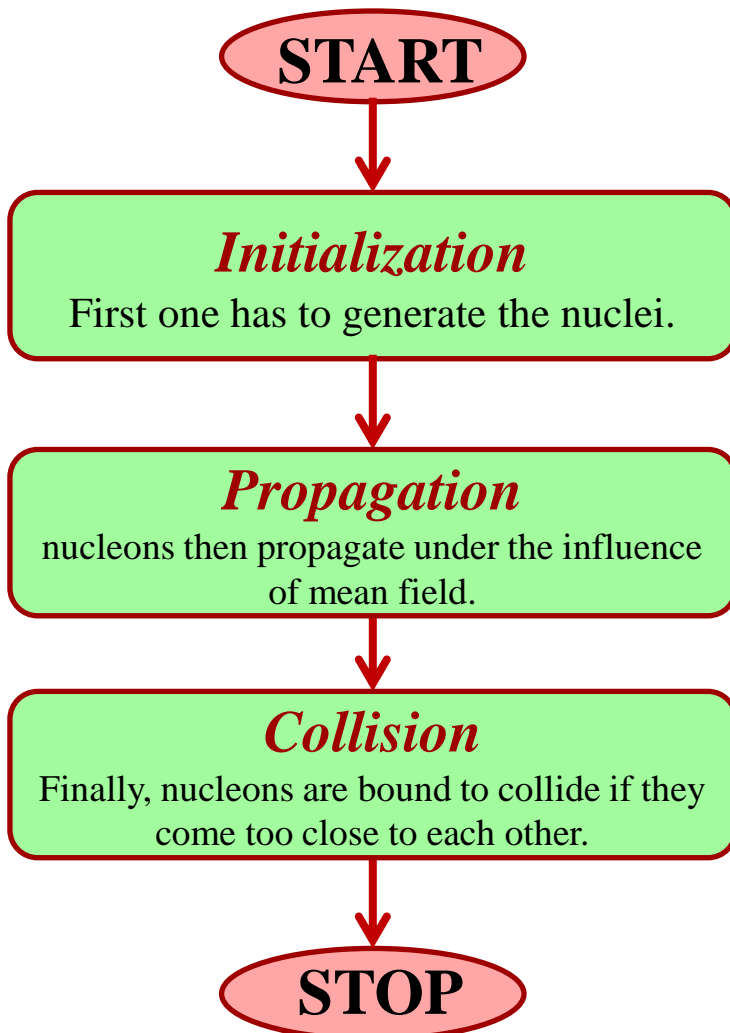 START
Initialization
First one has to generate the nuclei.
Propagation
nucleons then propagate under the influence
of mean field.
Collision
Finally, nucleons are bound to collide if they
come too close to each other.
STOP